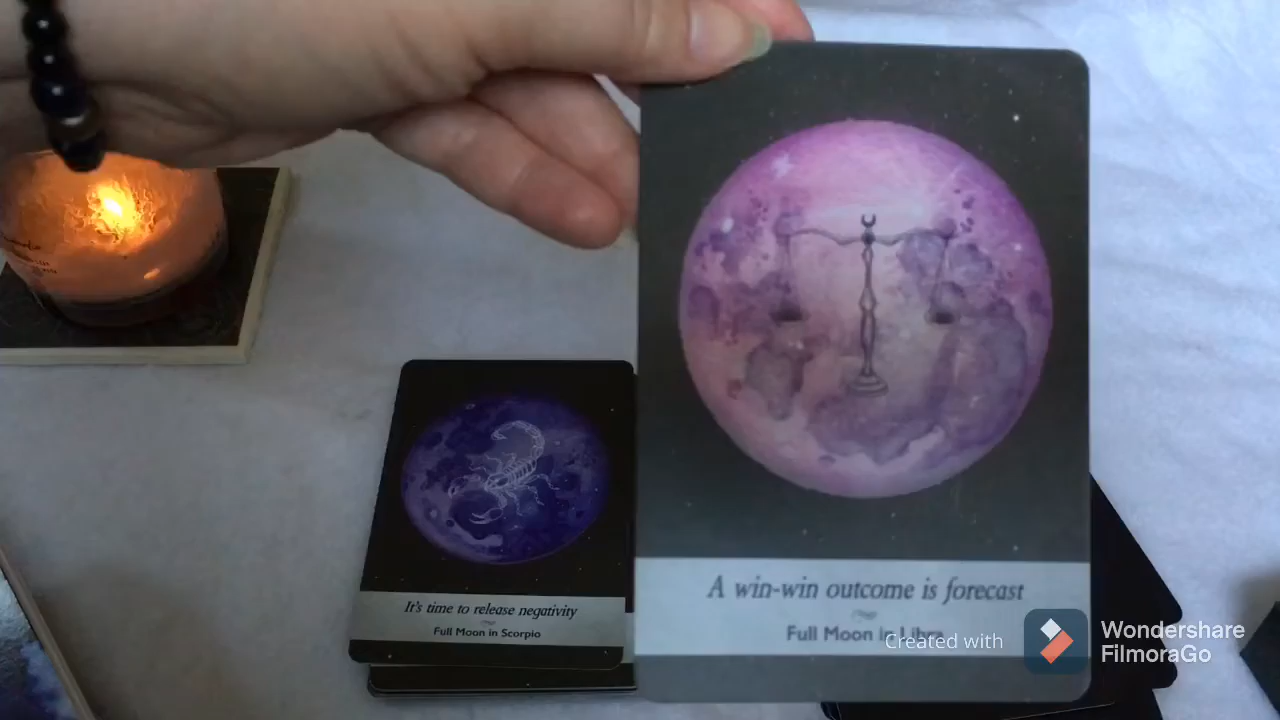 A win-win outcome is forecast
Full Moon in Libra
It's time to release negativity
Full Moon in Scorpio
Created with
Wondershare
FilmoraGo